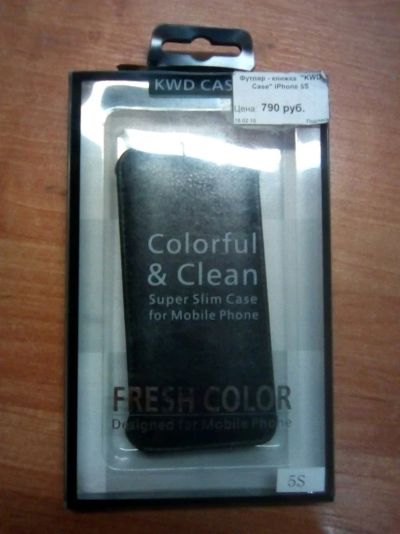 KWD CAS
Футляр - книжка "KWD
Case" iPhone 5S
Цена: 790 руб.
Colorful
& Clean
Super Slim Case
for Mobile Phone
FRESH COLOR
Designed for Mobile Phone
5S